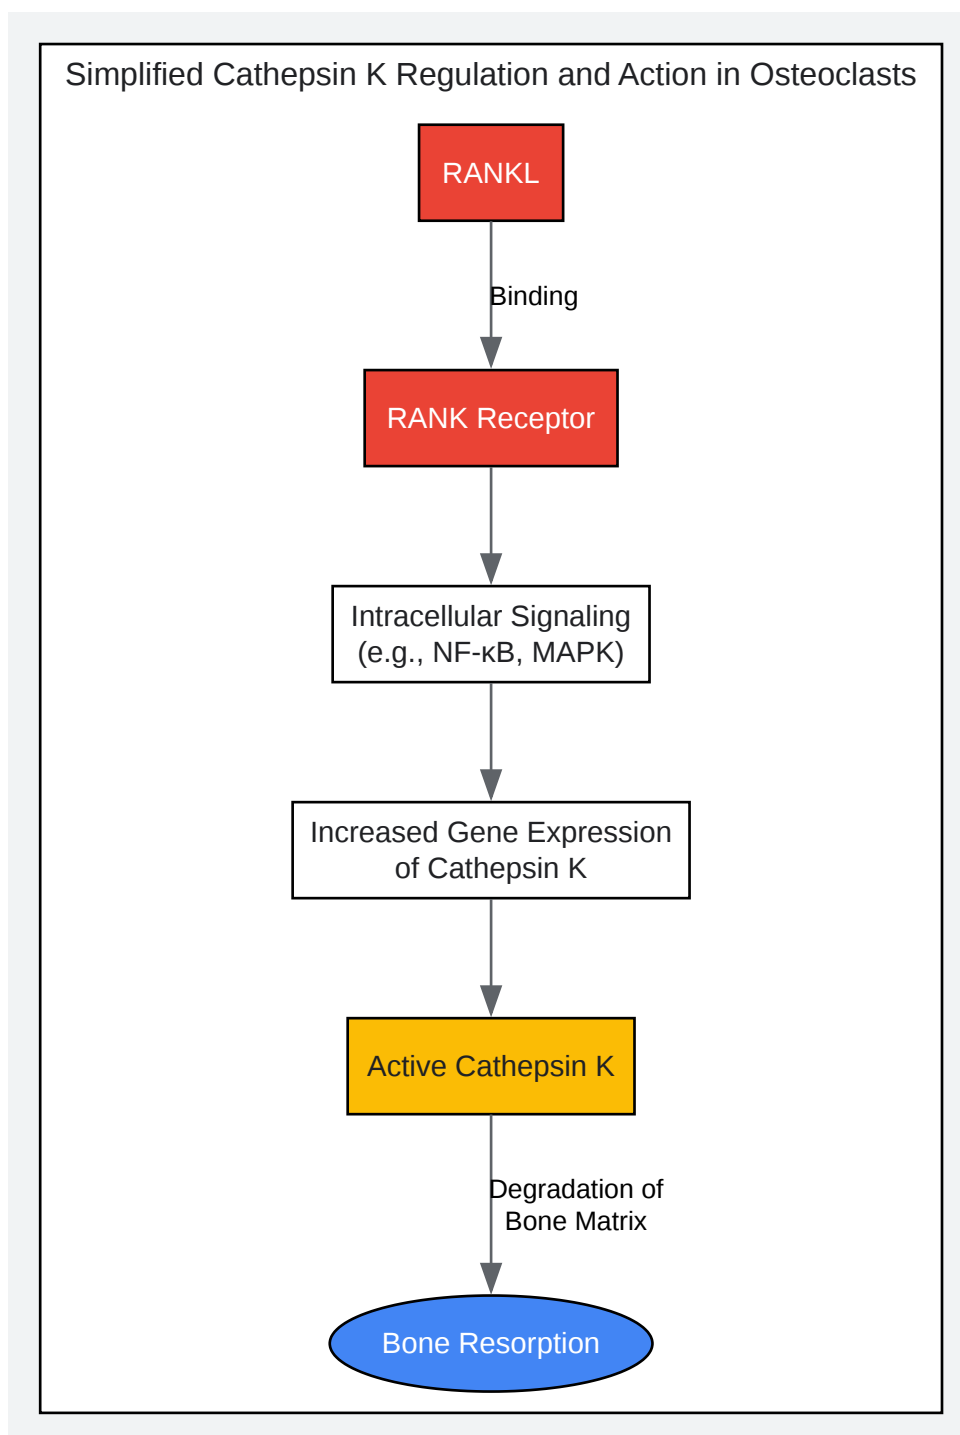 Simplified Cathepsin K Regulation and Action in Osteoclasts
RANKL
Binding
RANK Receptor
Intracellular Signaling
(e.g., NF-κB, MAPK)
Increased Gene Expression
of Cathepsin K
Active Cathepsin K
Degradation of
Bone Matrix
Bone Resorption